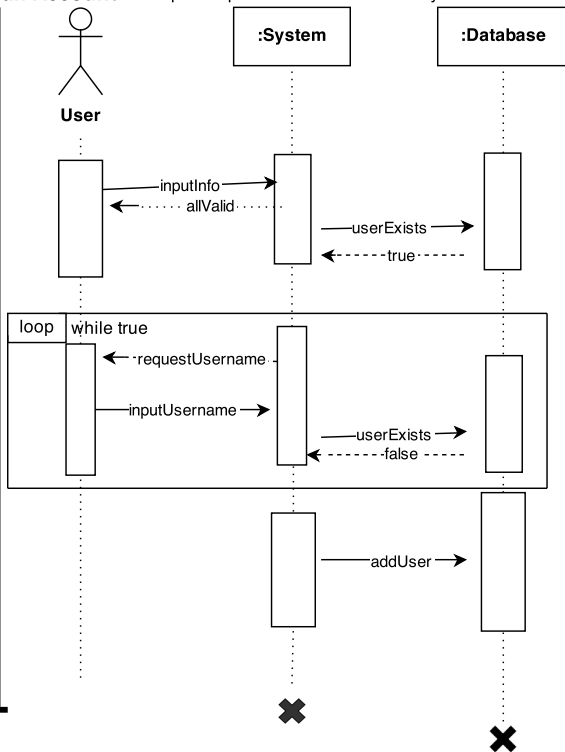 :System
:Database
User
inputInfo
allValid
userExists
true
loop
while true
requestUsername
inputUsername
userExists
false
addUser